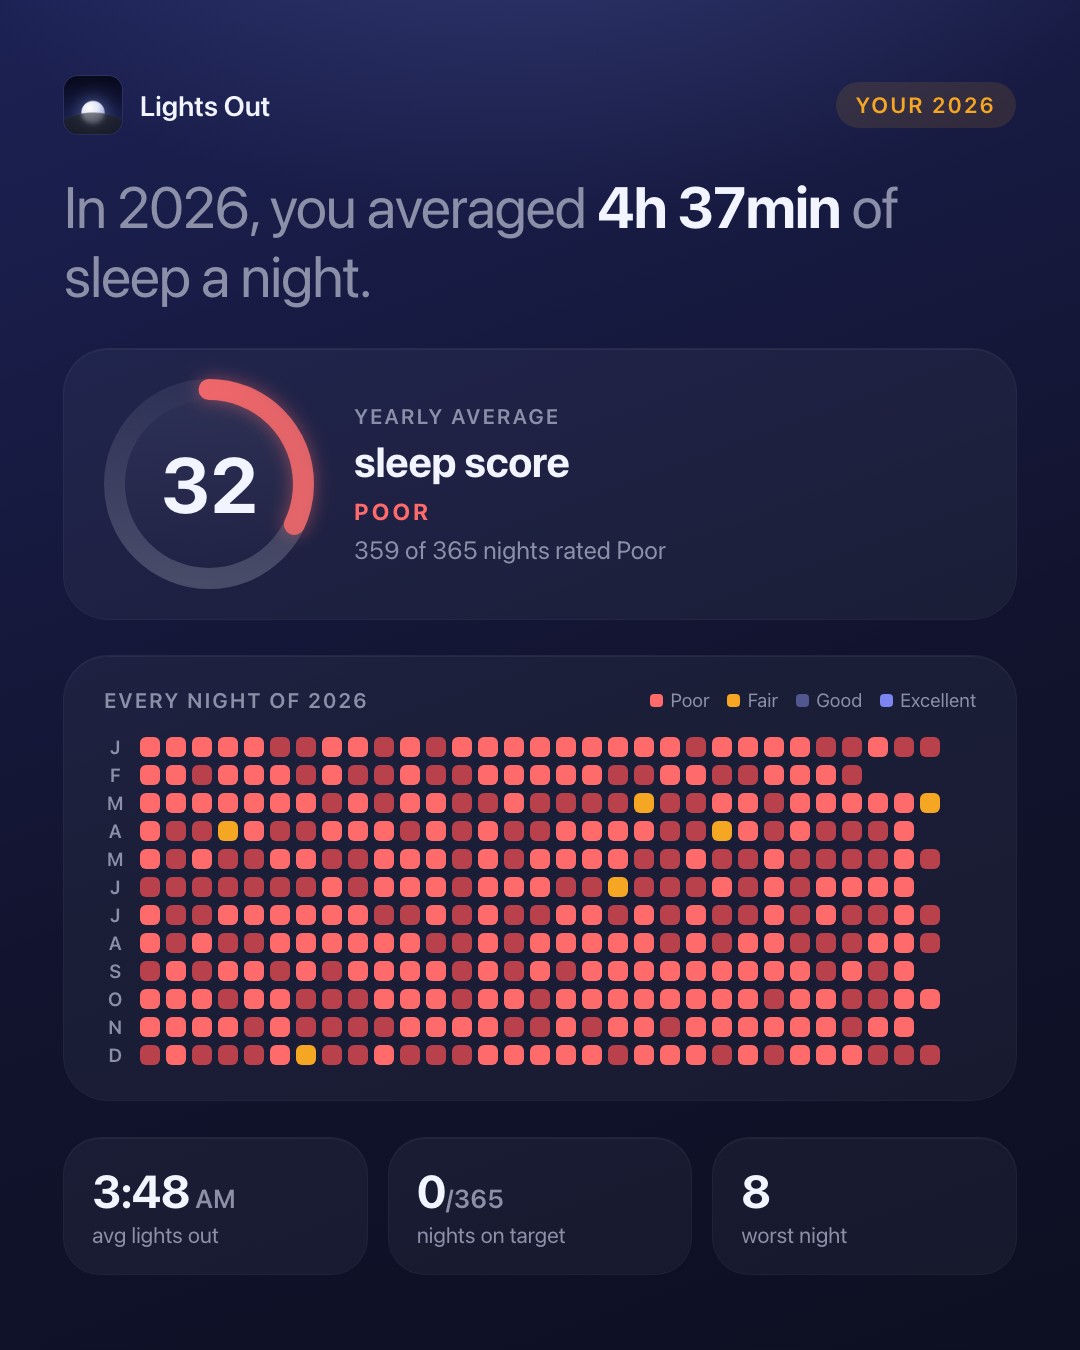 Lights Out
YOUR 2026
In 2026, you averaged 4h 37min of
sleep a night.
32
YEARLY AVERAGE
sleep score
POOR
359 of 365 nights rated Poor
EVERY NIGHT OF 2026
Poor Fair Good Excellent
J
F
M
A
M
J
J
A
S
O
N
D
3:48 AM
avg lights out
0/365
nights on target
8
worst night